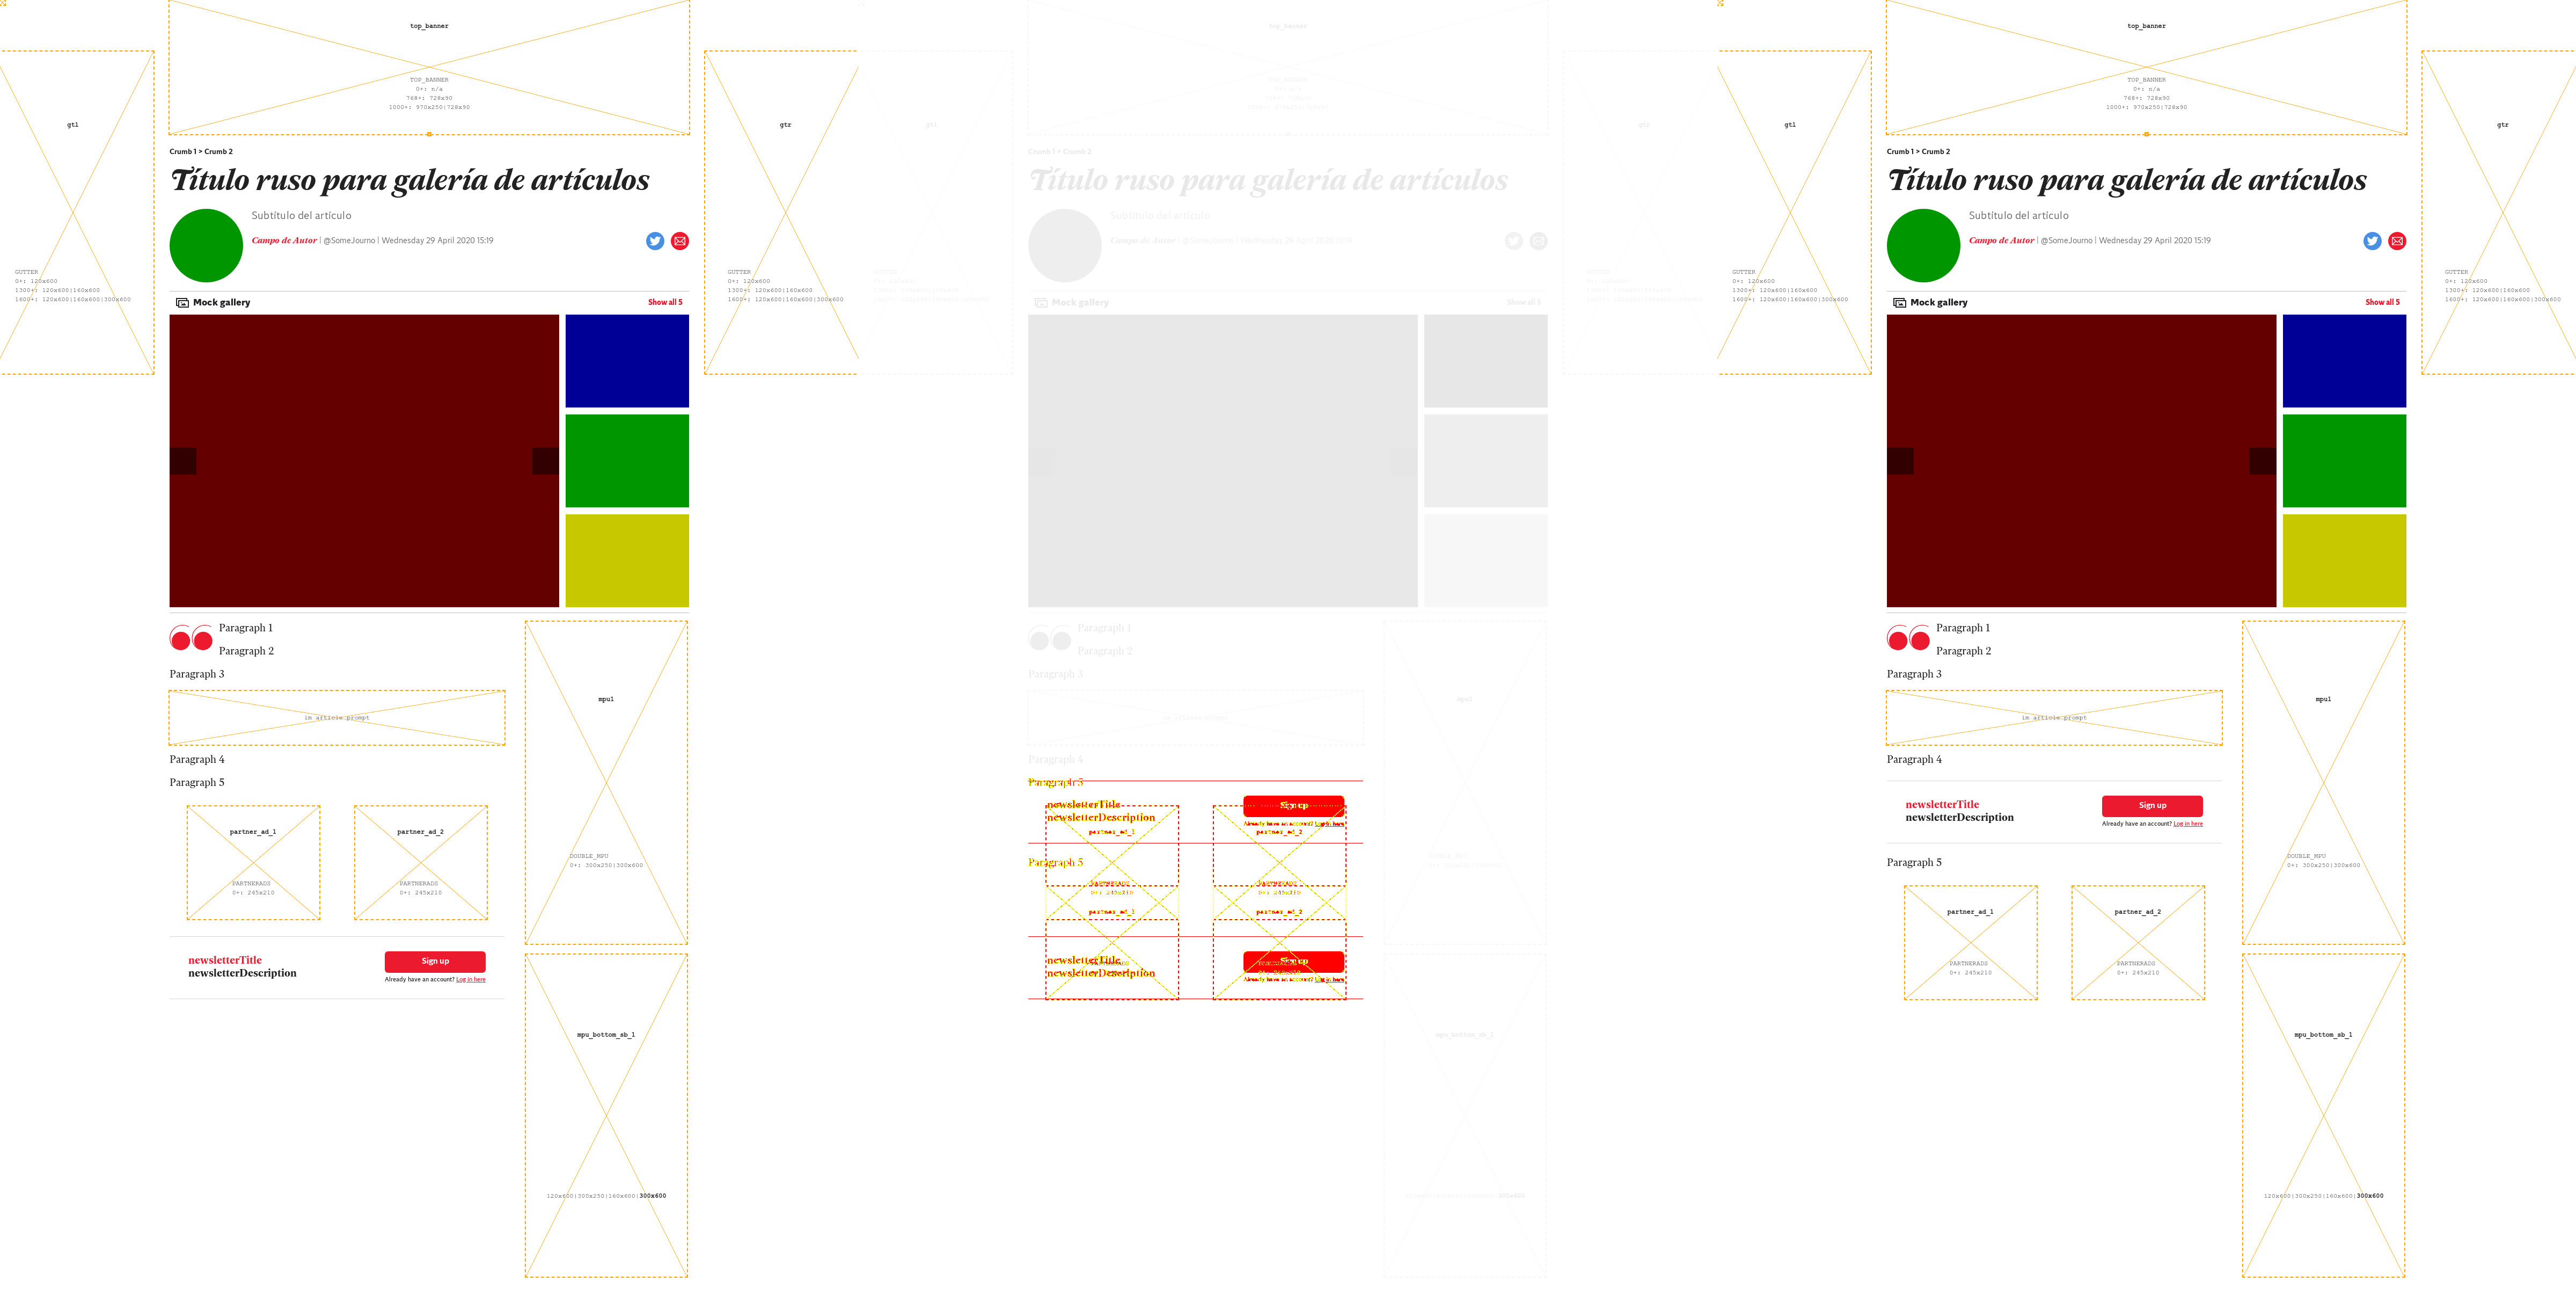 top_banner
TOP_BANNER
0+: n/a
768+: 728x90
1000+: 970x250|728x90
gtl
GUTTER
0+: 120x600
1300+: 120x600|160x600
1600+: 120x600|160x600|300x600
gtr
GUTTER
0+: 120x600
1300+: 120x600|160x600
1600+: 120x600|160x600|300x600
Crumb 1 > Crumb 2
Título ruso para galería de artículos
Subtítulo del artículo
Campo de Autor | @SomeJourno | Wednesday 29 April 2020 15:19
Mock gallery
Show all 5
Paragraph 1
Paragraph 2
Paragraph 3
im article prompt
Paragraph 4
Paragraph 5
partner_ad_1
PARTNERADS
0+: 245x210
partner_ad_2
PARTNERADS
0+: 245x210
newsletterTitle
newsletterDescription
Sign up
Already have an account? Log in here
mpu1
DOUBLE_MPU
0+: 300x250|300x600
mpu_bottom_sb_1
120x600|300x250|160x600|300x600
top_banner
Crumb 1 > Crumb 2
Título ruso para galería de artículos
Subtítulo del artículo
Campo de Autor | @SomeJourno | Wednesday 29 April 2020 15:19
Mock gallery
Show all 5
Paragraph 1
Paragraph 2
Paragraph 3
Paragraph 4
Paragraph 5
newsletterTitle
newsletterDescription
Sign up
Already have an account? Log in here
partner_ad_1
partner_ad_2
Paragraph 5
0+: 245x210
0+: 245x210
partner_ad_1
partner_ad_2
newsletterTitle
newsletterDescription
Sign up
Already have an account? Log in here
mpu1
mpu_bottom_sb_1
top_banner
TOP_BANNER
0+: n/a
768+: 728x90
1000+: 970x250|728x90
gtl
GUTTER
0+: 120x600
1300+: 120x600|160x600
1600+: 120x600|160x600|300x600
gtr
GUTTER
0+: 120x600
1300+: 120x600|160x600
1600+: 120x600|160x600|300x600
Crumb 1 > Crumb 2
Título ruso para galería de artículos
Subtítulo del artículo
Campo de Autor | @SomeJourno | Wednesday 29 April 2020 15:19
Mock gallery
Show all 5
Paragraph 1
Paragraph 2
Paragraph 3
im article prompt
Paragraph 4
newsletterTitle
newsletterDescription
Sign up
Already have an account? Log in here
Paragraph 5
partner_ad_1
PARTNERADS
0+: 245x210
partner_ad_2
PARTNERADS
0+: 245x210
mpu1
DOUBLE_MPU
0+: 300x250|300x600
mpu_bottom_sb_1
120x600|300x250|160x600|300x600